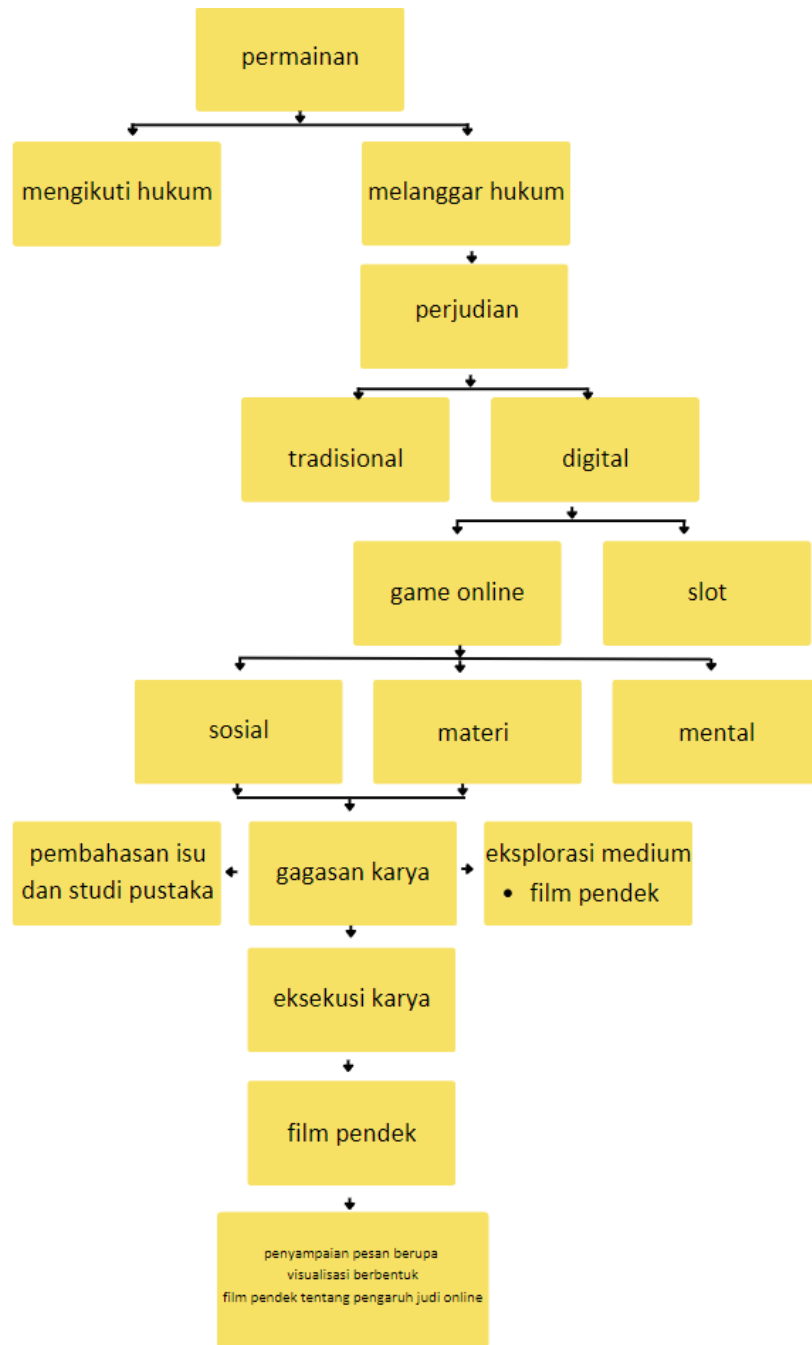 permainan
mengikuti hukum
melanggar hukum
perjudian
tradisional
digital
game online
slot
sosial
materi
mental
pembahasan isu
dan studi pustaka
gagasan karya
eksplorasi medium
• film pendek
eksekusi karya
film pendek
penyampaian pesan berupa
visualisasi berbentuk
film pendek tentang pengaruh judi online